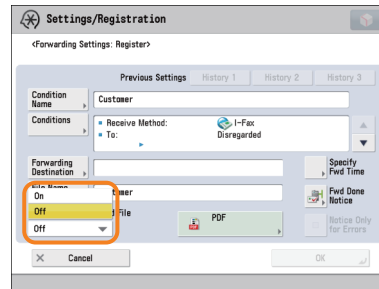 Settings/Registration
<Forwarding Settings: Register>
Previous Settings History 1 History 2 History 3
Condition Name Customer
Conditions
Receive Method: I-Fax
To: Disregarded
Forwarding Destination
Specify Fwd Time
File Name
On
Off
Off
File
PDF
Fwd Done Notice
Notice Only for Errors
Cancel
OK